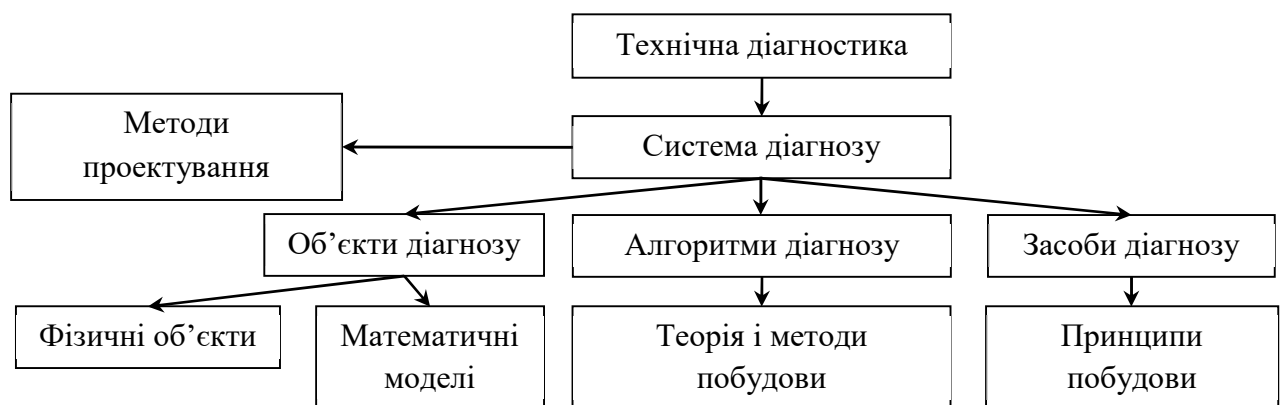 Технічна діагностика
Методи
проектування
Система діагнозу
Об’єкти діагнозу
Алгоритми діагнозу
Засоби діагнозу
Фізичні об’єкти
Математичні
моделі
Теорія і методи
побудови
Принципи
побудови